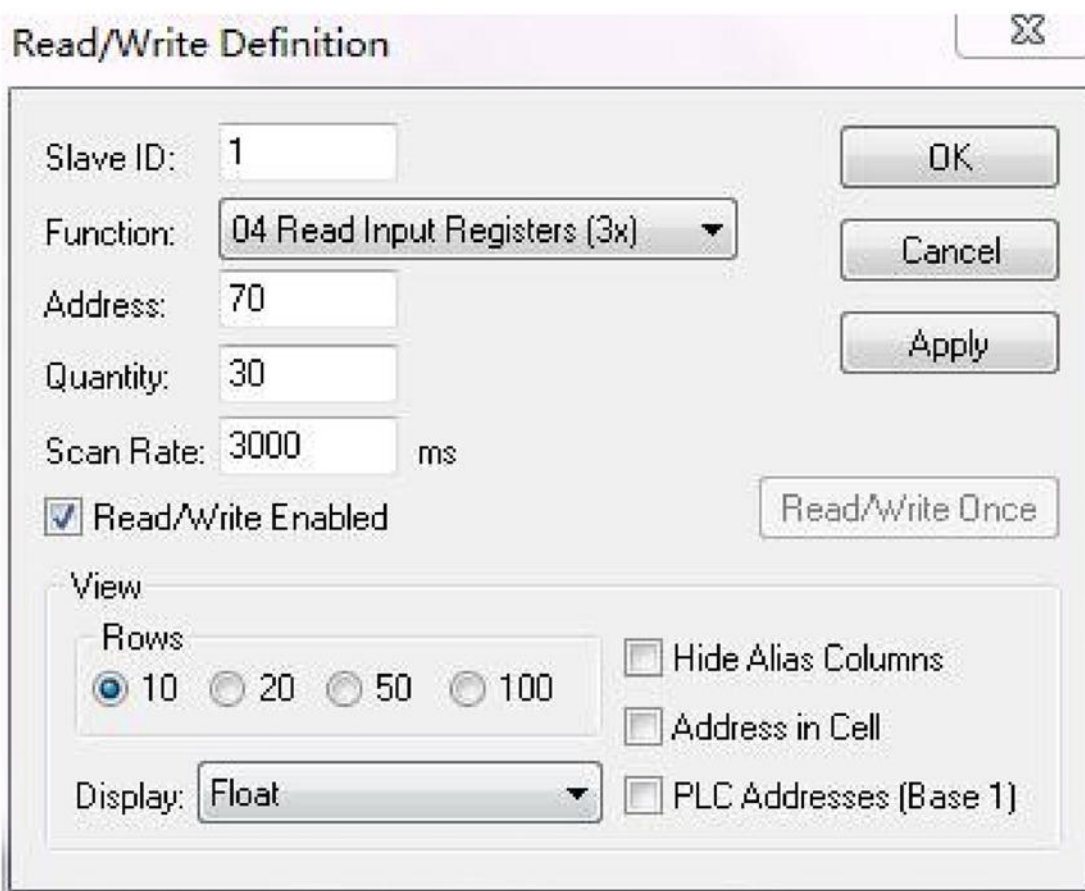 Read/Write Definition
Slave ID: 1
OK
Function: 04 Read Input Registers (3x)
Cancel
Address: 70
Apply
Quantity: 30
Scan Rate: 3000 ms
Read/Write Enabled
Read/Write Once
View
Rows
10 20 50 100
Hide Alias Columns
Address in Cell
Display: Float
PLC Addresses (Base 1)